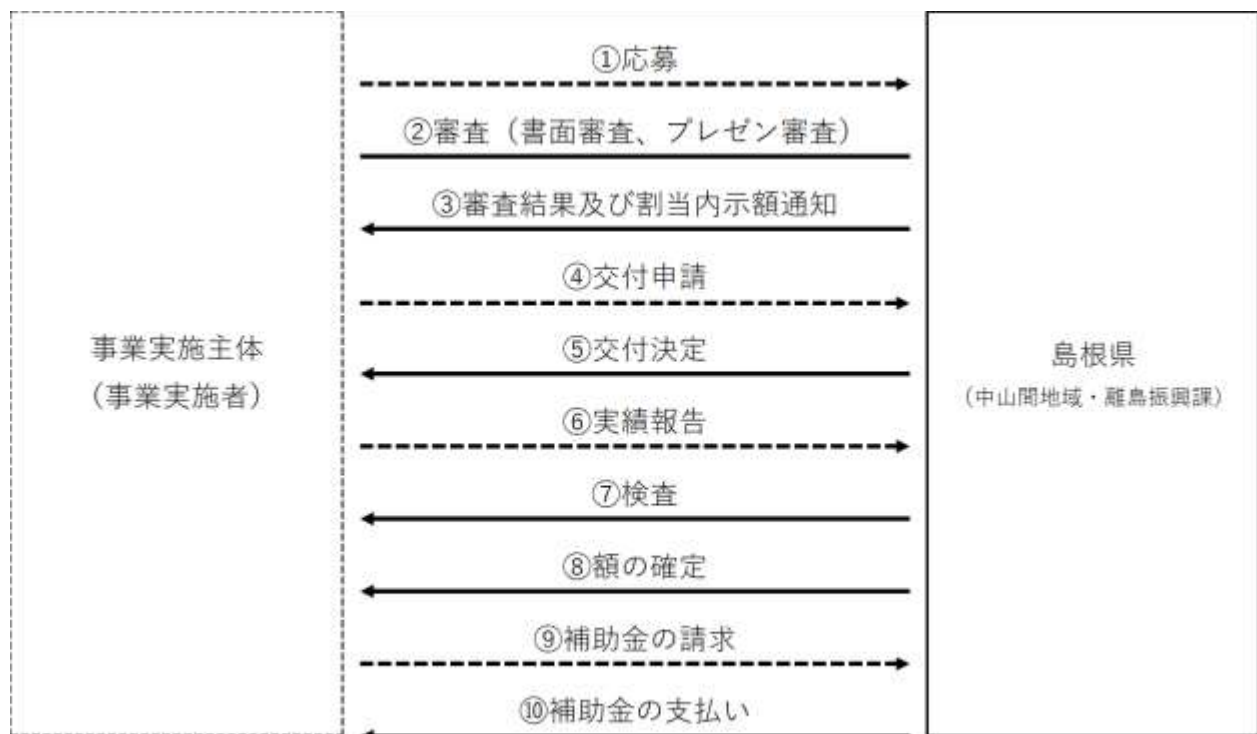 ①応募
②審査（書面審査、プレゼン審査）
③審査結果及び割当内示額通知
④交付申請
⑤交付決定
⑥実績報告
⑦検査
⑧額の確定
⑨補助金の請求
⑩補助金の支払い
事業実施主体
（事業実施者）
島根県
（中山間地域・離島振興課）